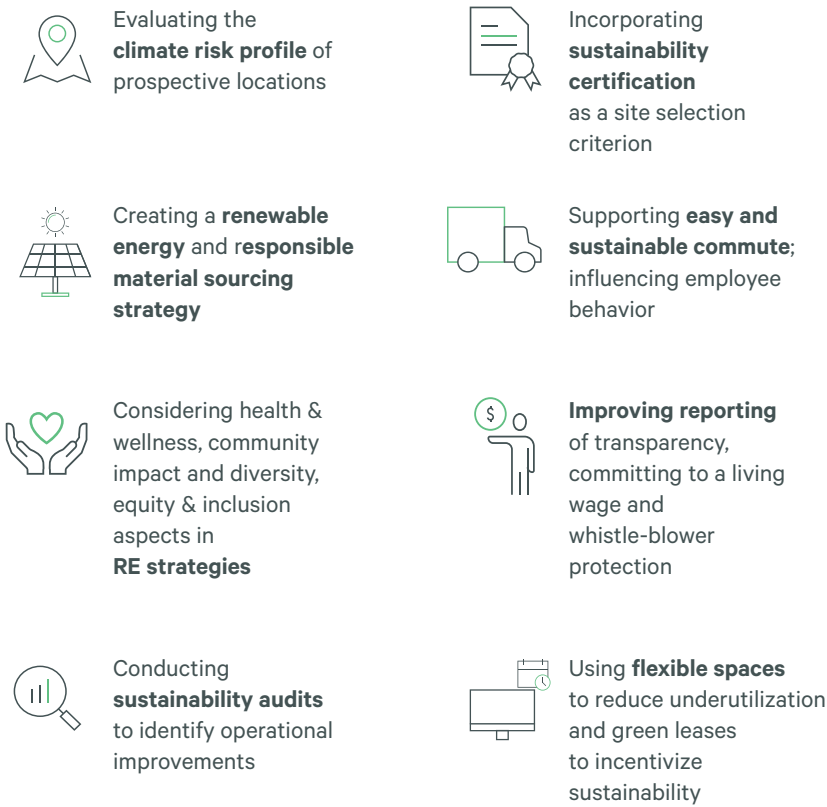 Evaluating the
climate risk profile of
prospective locations
Incorporating
sustainability
certification
as a site selection
criterion
Creating a renewable
energy and responsible
material sourcing
strategy
Supporting easy and
sustainable commute;
influencing employee
behavior
Considering health &
wellness, community
impact and diversity,
equity & inclusion
aspects in
RE strategies
$
Improving reporting
of transparency,
committing to a living
wage and
whistle-blower
protection
Conducting
sustainability audits
to identify operational
improvements
Using flexible spaces
to reduce underutilization
and green leases
to incentivize
sustainability